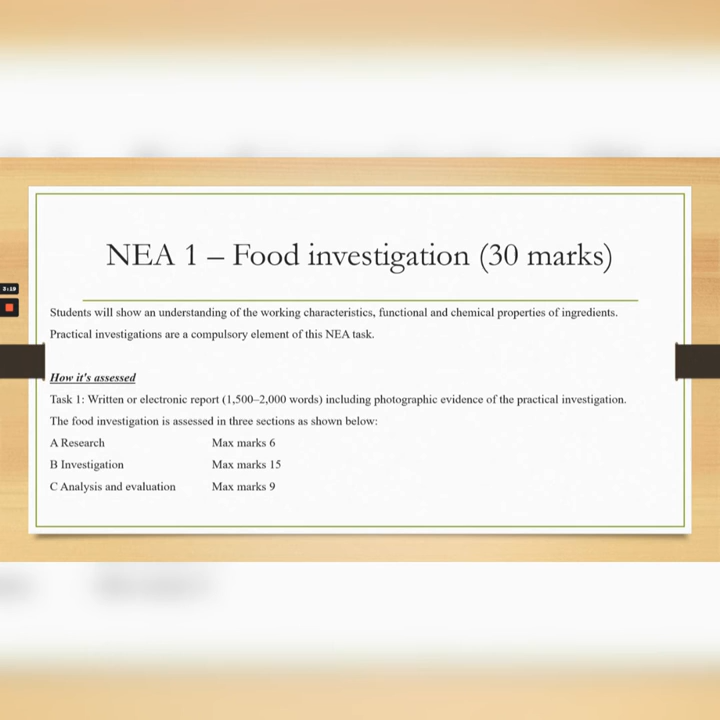 NEA 1 – Food investigation (30 marks)
3:19
Students will show an understanding of the working characteristics, functional and chemical properties of ingredients.
Practical investigations are a compulsory element of this NEA task.
How it's assessed
Task 1: Written or electronic report (1,500–2,000 words) including photographic evidence of the practical investigation.
The food investigation is assessed in three sections as shown below:
A Research Max marks 6
B Investigation Max marks 15
C Analysis and evaluation Max marks 9